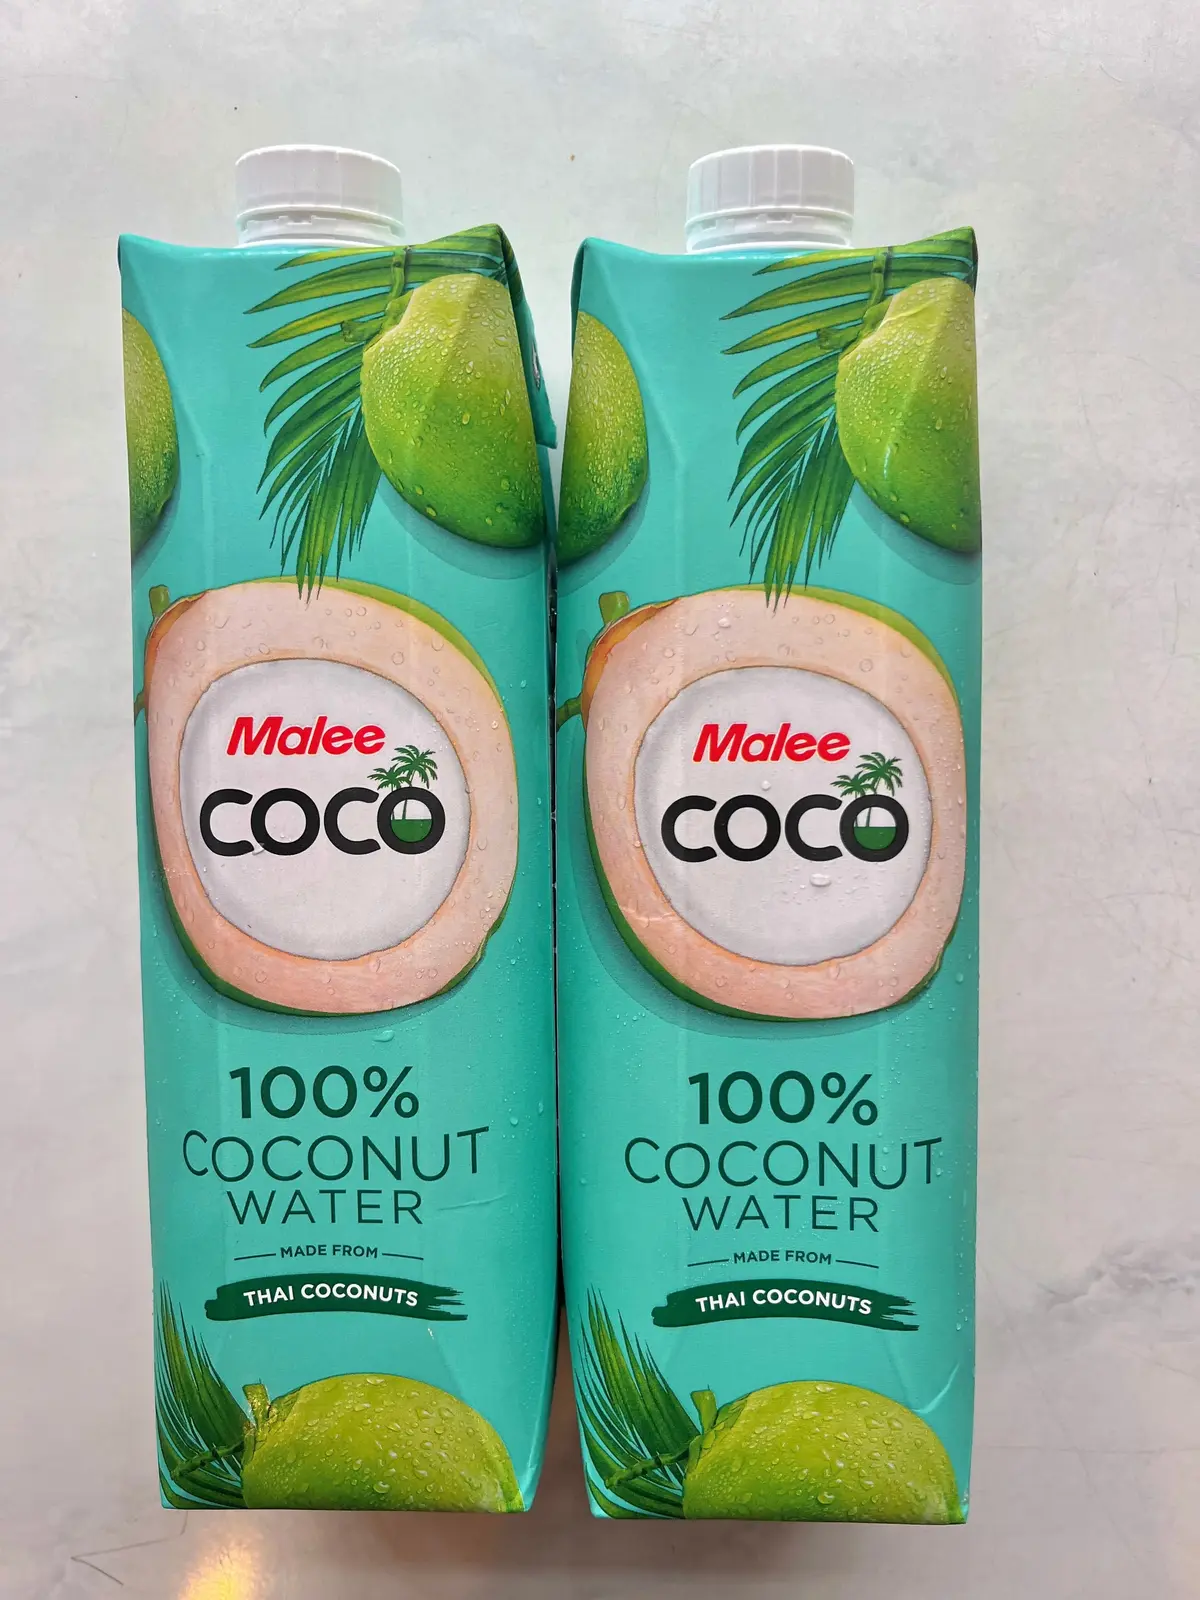 Malee
COCO
100%
COCONUT
WATER
MADE FROM
THAI COCONUTS
Malee
COCO
100%
COCONUT
WATER
MADE FROM
THAI COCONUTS